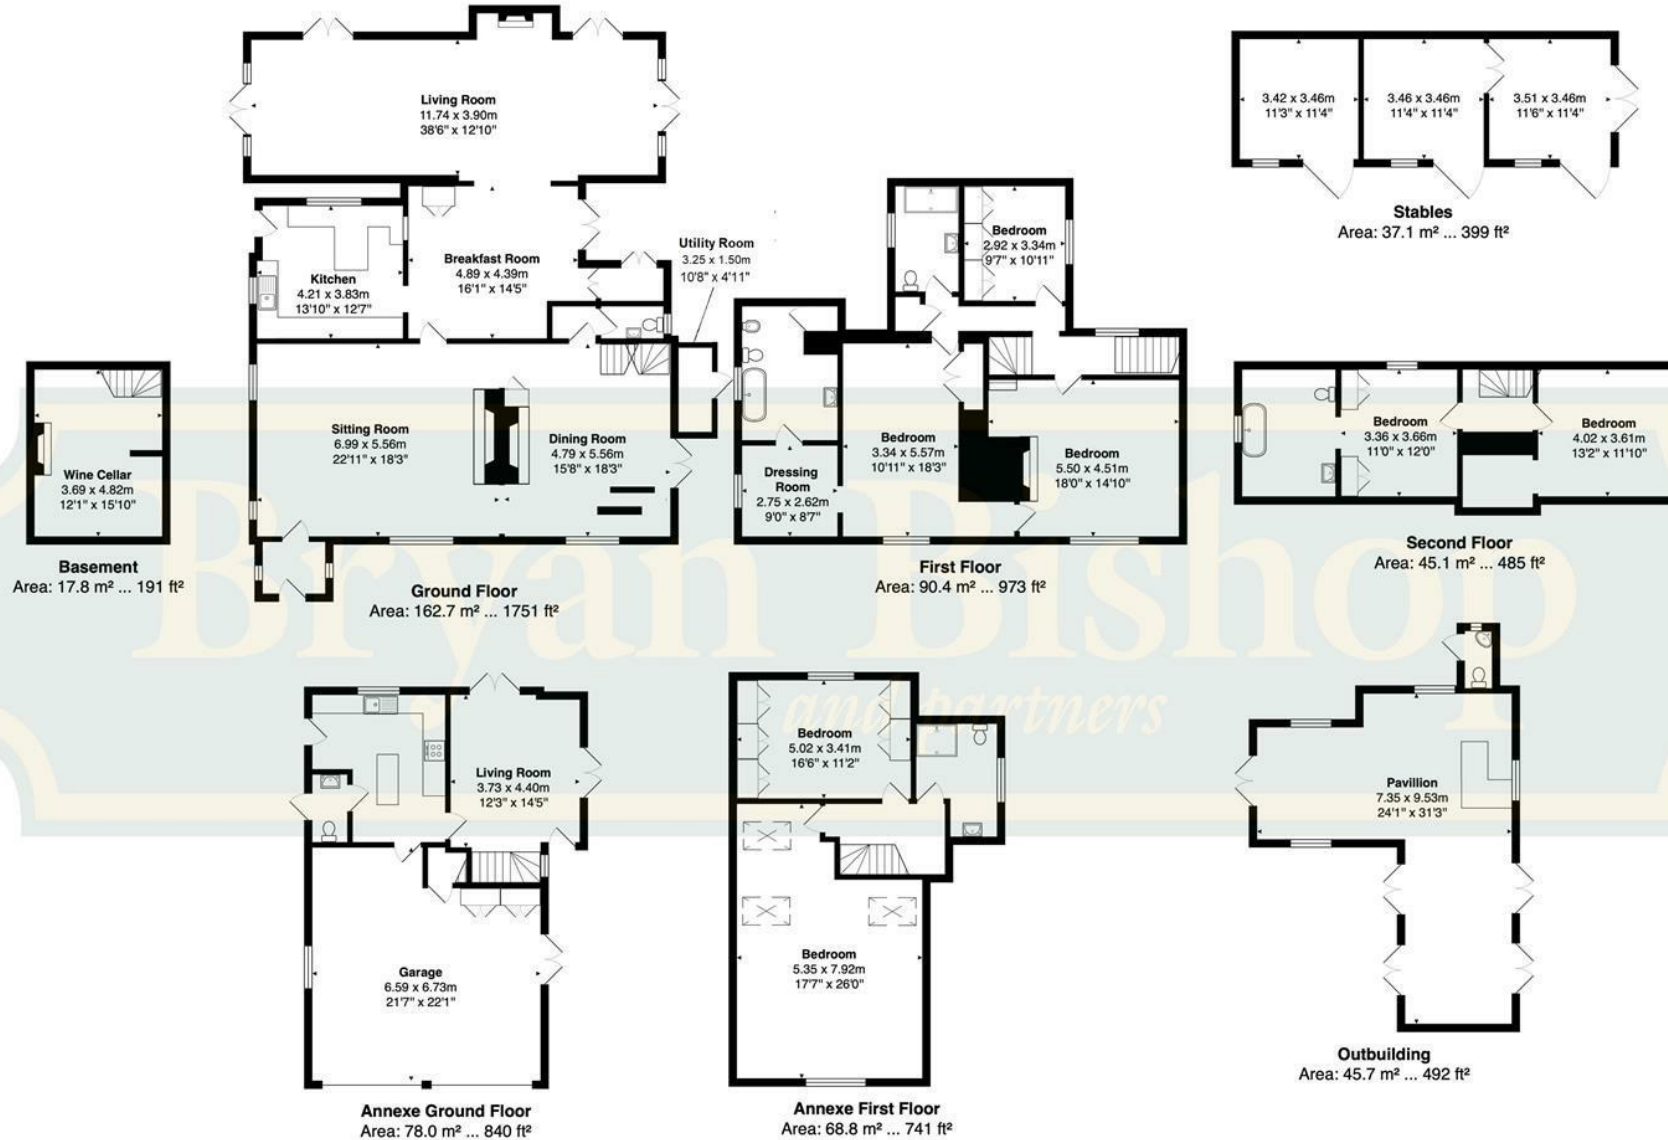 Living Room
11.74 x 3.90m
38'6" x 12'10"
Kitchen
4.21 x 3.83m
13'10" x 12'7"
Breakfast Room
4.89 x 4.39m
16'1" x 14'5"
Utility Room
3.25 x 1.50m
10'8" x 4'11"
Sitting Room
6.99 x 5.56m
22'11" x 18'3"
Dining Room
4.79 x 5.56m
15'8" x 18'3"
Ground Floor
Area: 162.7 m² ... 1751 ft²
Wine Cellar
3.69 x 4.82m
12'1" x 15'10"
Basement
Area: 17.8 m² ... 191 ft²
Bedroom
2.92 x 3.34m
9'7" x 10'11"
Bedroom
3.34 x 5.57m
10'11" x 18'3"
Bedroom
5.50 x 4.51m
18'0" x 14'10"
Dressing
Room
2.75 x 2.62m
9'0" x 8'7"
First Floor
Area: 90.4 m² ... 973 ft²
3.42 x 3.46m
11'3" x 11'4"
3.46 x 3.46m
11'4" x 11'4"
3.51 x 3.46m
11'6" x 11'4"
Stables
Area: 37.1 m² ... 399 ft²
Bedroom
3.36 x 3.66m
11'0" x 12'0"
Bedroom
4.02 x 3.61m
13'2" x 11'10"
Second Floor
Area: 45.1 m² ... 485 ft²
Bryan Bishop
and partners
Living Room
3.73 x 4.40m
12'3" x 14'5"
Garage
6.59 x 6.73m
21'7" x 22'1"
Annexe Ground Floor
Area: 78.0 m² ... 840 ft²
Bedroom
5.02 x 3.41m
16'6" x 11'2"
Bedroom
5.35 x 7.92m
17'7" x 26'0"
Annexe First Floor
Area: 68.8 m² ... 741 ft²
Pavillion
7.35 x 9.53m
24'1" x 31'3"
Outbuilding
Area: 45.7 m² ... 492 ft²